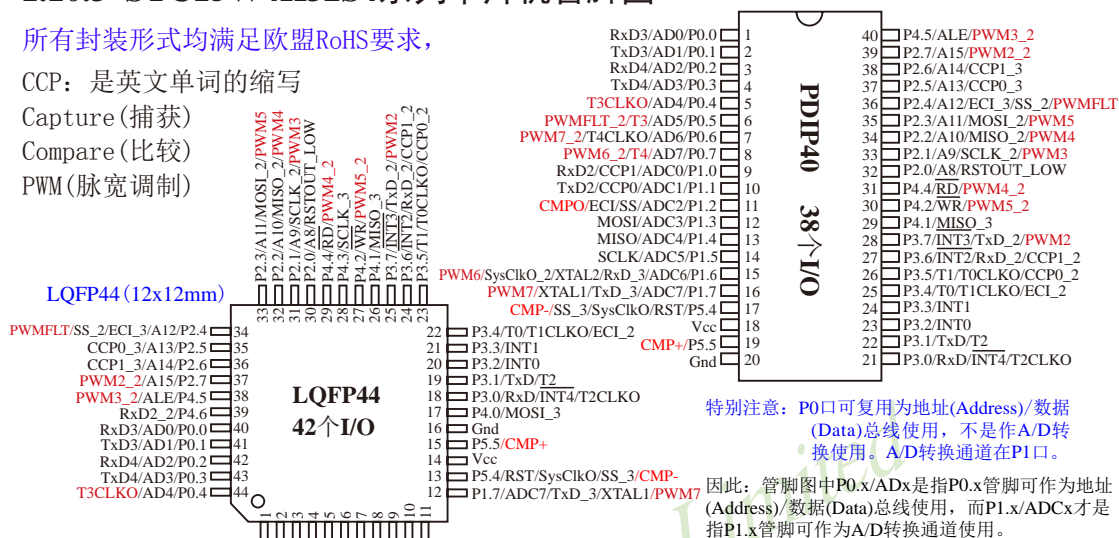 所有封装形式均满足欧盟RoHS要求，
CCP：是英文单词的缩写
Capture(捕获)
Compare(比较)
PWM(脉宽调制)
P2.3/A11/MOSI_2/PWM5
P2.2/A10/MISO_2/PWM4
P2.1/A9/SCLK_2/PWM3
P2.0/A8/RSTOUT_LOW
P4.4/RD/PWM4_2
P4.3/SCLK_3
P4.2/WR/PWM5_2
P4.1/MISO_3
P3.7/INT3/TxD_2/PWM2
P3.6/INT2/RxD_2/CCP1_2
P3.5/T1/T0CLKO/CCP0_2
33 32 31 30 29 28 27 26 25 24 23
LQFP44(12x12mm)
PWMFLT/SS_2/ECI_3/A12/P2.4 34
CCP0_3/A13/P2.5 35
CCP1_3/A14/P2.6 36
PWM2_2/A15/P2.7 37
PWM3_2/ALE/P4.5 38
RxD2_2/P4.6 39
RxD3/AD0/P0.0 40
TxD3/AD1/P0.1 41
RxD4/AD2/P0.2 42
TxD4/AD3/P0.3 43
T3CLKO/AD4/P0.4 44
LQFP44
42个I/O
22 P3.4/T0/T1CLKO/ECI_2
21 P3.3/INT1
20 P3.2/INT0
19 P3.1/TxD/T2
18 P3.0/RxD/INT4/T2CLKO
17 P4.0/MOSI_3
16 Gnd
15 P5.5/CMP+
14 Vcc
13 P5.4/RST/SysClkO/SS_3/CMP-
12 P1.7/ADC7/TxD_3/XTAL1/PWM7
1 2 3 4 5 6 7 8 9 10 11
RxD3/AD0/P0.0 1
TxD3/AD1/P0.1 2
RxD4/AD2/P0.2 3
TxD4/AD3/P0.3 4
T3CLKO/AD4/P0.4 5
PWMFLT_2/T3/AD5/P0.5 6
PWM7_2/T4CLKO/AD6/P0.6 7
PWM6_2/T4/AD7/P0.7 8
RxD2/CCP1/ADC0/P1.0 9
TxD2/CCP0/ADC1/P1.1 10
CMPO/ECI/SS/ADC2/P1.2 11
MOSI/ADC3/P1.3 12
MISO/ADC4/P1.4 13
SCLK/ADC5/P1.5 14
PWM6/SysClkO_2/XTAL2/RxD_3/ADC6/P1.6 15
PWM7/XTAL1/TxD_3/ADC7/P1.7 16
CMP-/SS_3/SysClkO/RST/P5.4 17
Vcc 18
CMP+/P5.5 19
Gnd 20
PDIP40 38个I/O
40 P4.5/ALE/PWM3_2
39 P2.7/A15/PWM2_2
38 P2.6/A14/CCP1_3
37 P2.5/A13/CCP0_3
36 P2.4/A12/ECI_3/SS_2/PWMFLT
35 P2.3/A11/MOSI_2/PWM5
34 P2.2/A10/MISO_2/PWM4
33 P2.1/A9/SCLK_2/PWM3
32 P2.0/A8/RSTOUT_LOW
31 P4.4/RD/PWM4_2
30 P4.2/WR/PWM5_2
29 P4.1/MISO_3
28 P3.7/INT3/TxD_2/PWM2
27 P3.6/INT2/RxD_2/CCP1_2
26 P3.5/T1/T0CLKO/CCP0_2
25 P3.4/T0/T1CLKO/ECI_2
24 P3.3/INT1
23 P3.2/INT0
22 P3.1/TxD/T2
21 P3.0/RxD/INT4/T2CLKO
特别注意：P0口可复用为地址(Address)/数据
(Data)总线使用，不是作A/D转
换使用。A/D转换通道在P1口。
因此：管脚图中P0.x/ADx是指P0.x管脚可作为地址
(Address)/数据(Data)总线使用，而P1.x/ADCx才是
指P1.x管脚可作为A/D转换通道使用。
Limited